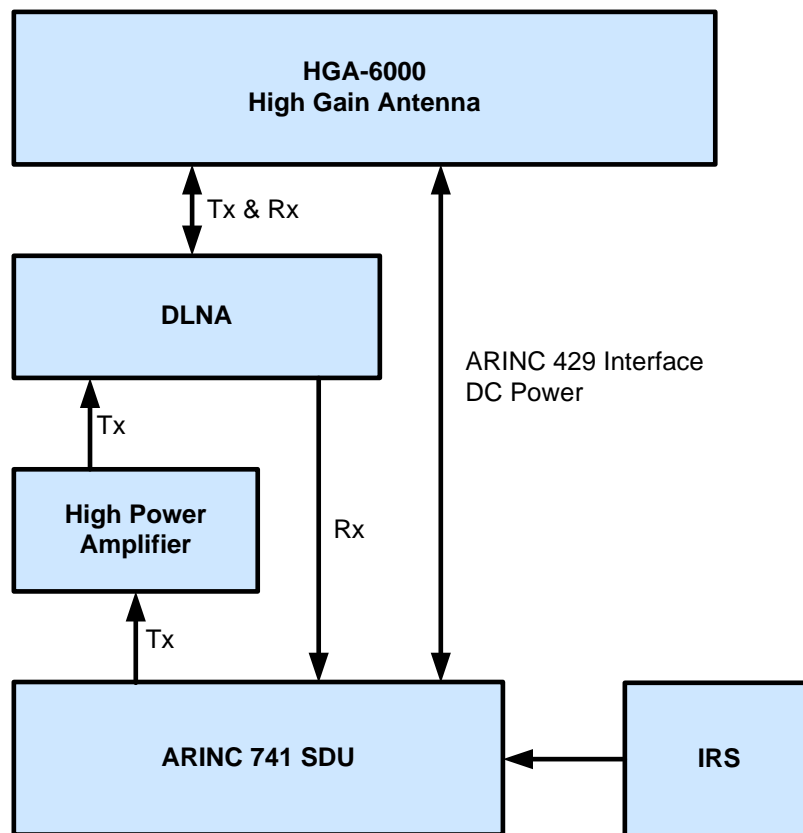 HGA-6000
High Gain Antenna
Tx & Rx
DLNA
ARINC 429 Interface
DC Power
Tx
High Power
Amplifier
Rx
Tx
ARINC 741 SDU
IRS